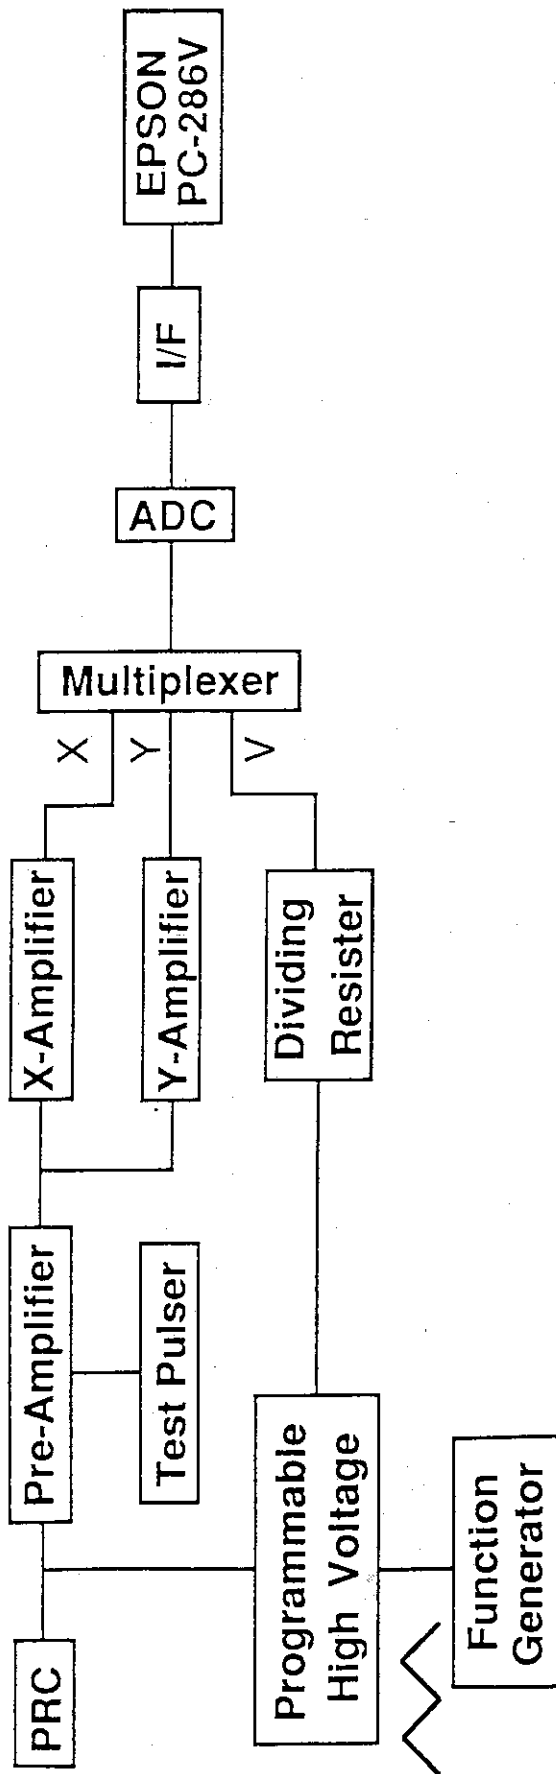 PRC
Pre-Amplifier
X-Amplifier
X
Test Pulser
Y-Amplifier
Y
Multiplexer
ADC
I/F
EPSON
PC-286V
Programmable
High Voltage
Dividing
Resister
V
Function
Generator